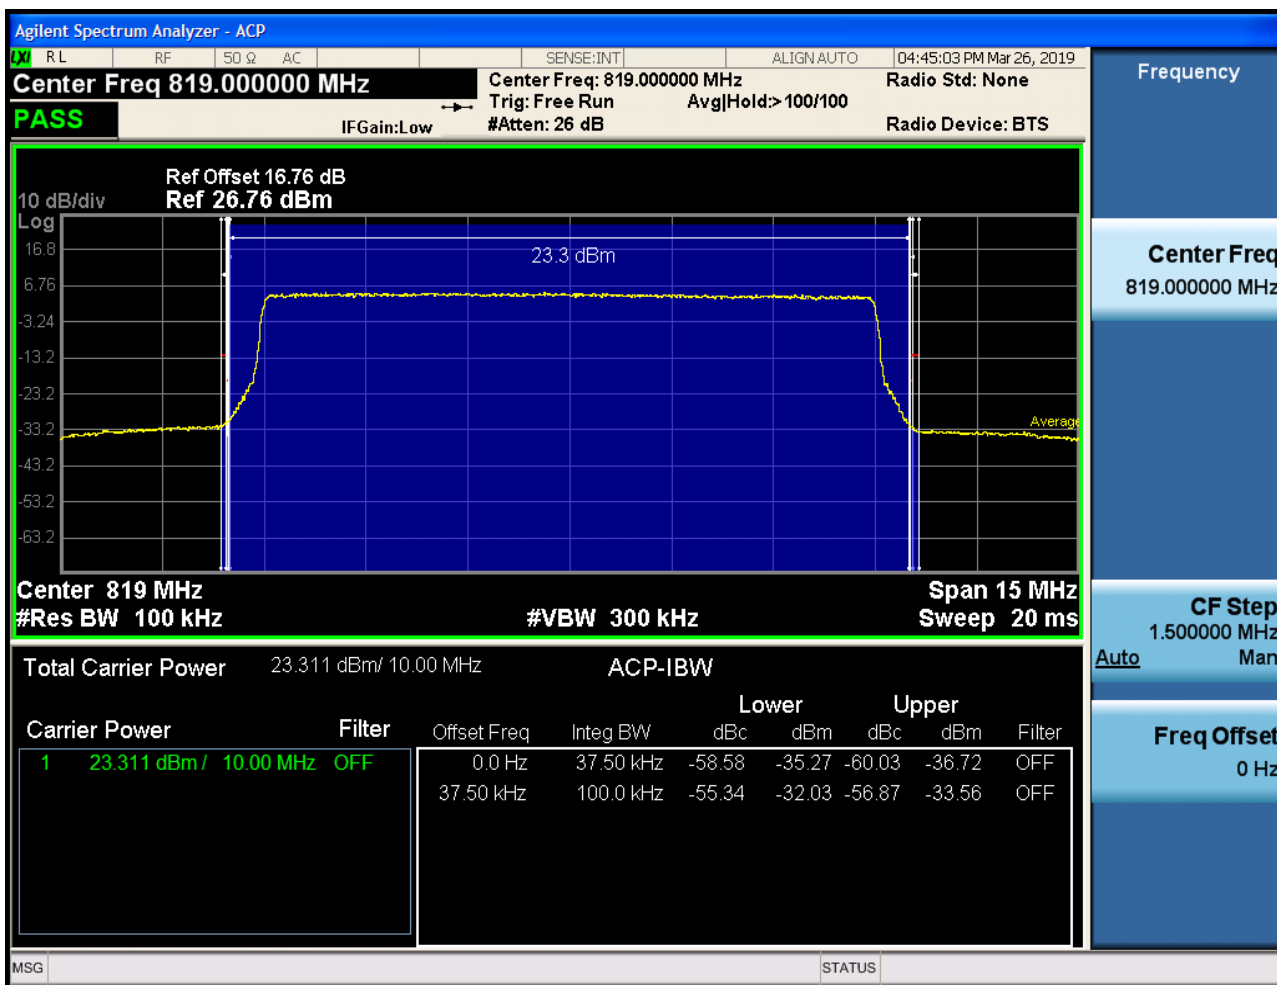 Agilent Spectrum Analyzer - ACP
LXI RL RF 50 Ω AC SENSE:INT ALIGNAUTO 04:45:03 PM Mar 26, 2019
Center Freq 819.000000 MHz
Center Freq: 819.000000 MHz Radio Std: None
Trig: Free Run Avg|Hold:>100/100
PASS IFGain:Low #Atten: 26 dB Radio Device: BTS
Ref Offset 16.76 dB
10 dB/div Ref 26.76 dBm
Log
16.8
23.3 dBm
6.76
-3.24
-13.2
-23.2
-33.2
Average
-43.2
-53.2
-63.2
Center 819 MHz Span 15 MHz
#Res BW 100 kHz #VBW 300 kHz Sweep 20 ms
Total Carrier Power 23.311 dBm/ 10.00 MHz ACP-IBW
Lower Upper
Carrier Power Filter Offset Freq Integ BW dBc dBm dBc dBm Filter
1 23.311 dBm / 10.00 MHz OFF 0.0 Hz 37.50 kHz -58.58 -35.27 -60.03 -36.72 OFF
37.50 kHz 100.0 kHz -55.34 -32.03 -56.87 -33.56 OFF
MSG STATUS
Frequency
Center Freq
819.000000 MHz
CF Step
1.500000 MHz
Auto Man
Freq Offset
0 Hz